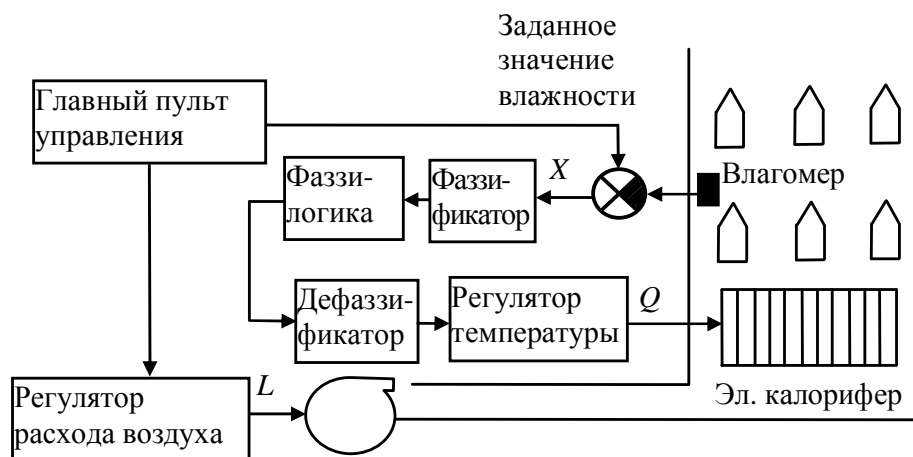 Заданное
значение
влажности
Главный пульт
управления
Влагомер
X
Фаззи-
логика
Фаззи-
фикатор
Дефаззи-
фикатор
Регулятор
температуры
Q
Эл. калорифер
L
Регулятор
расхода воздуха